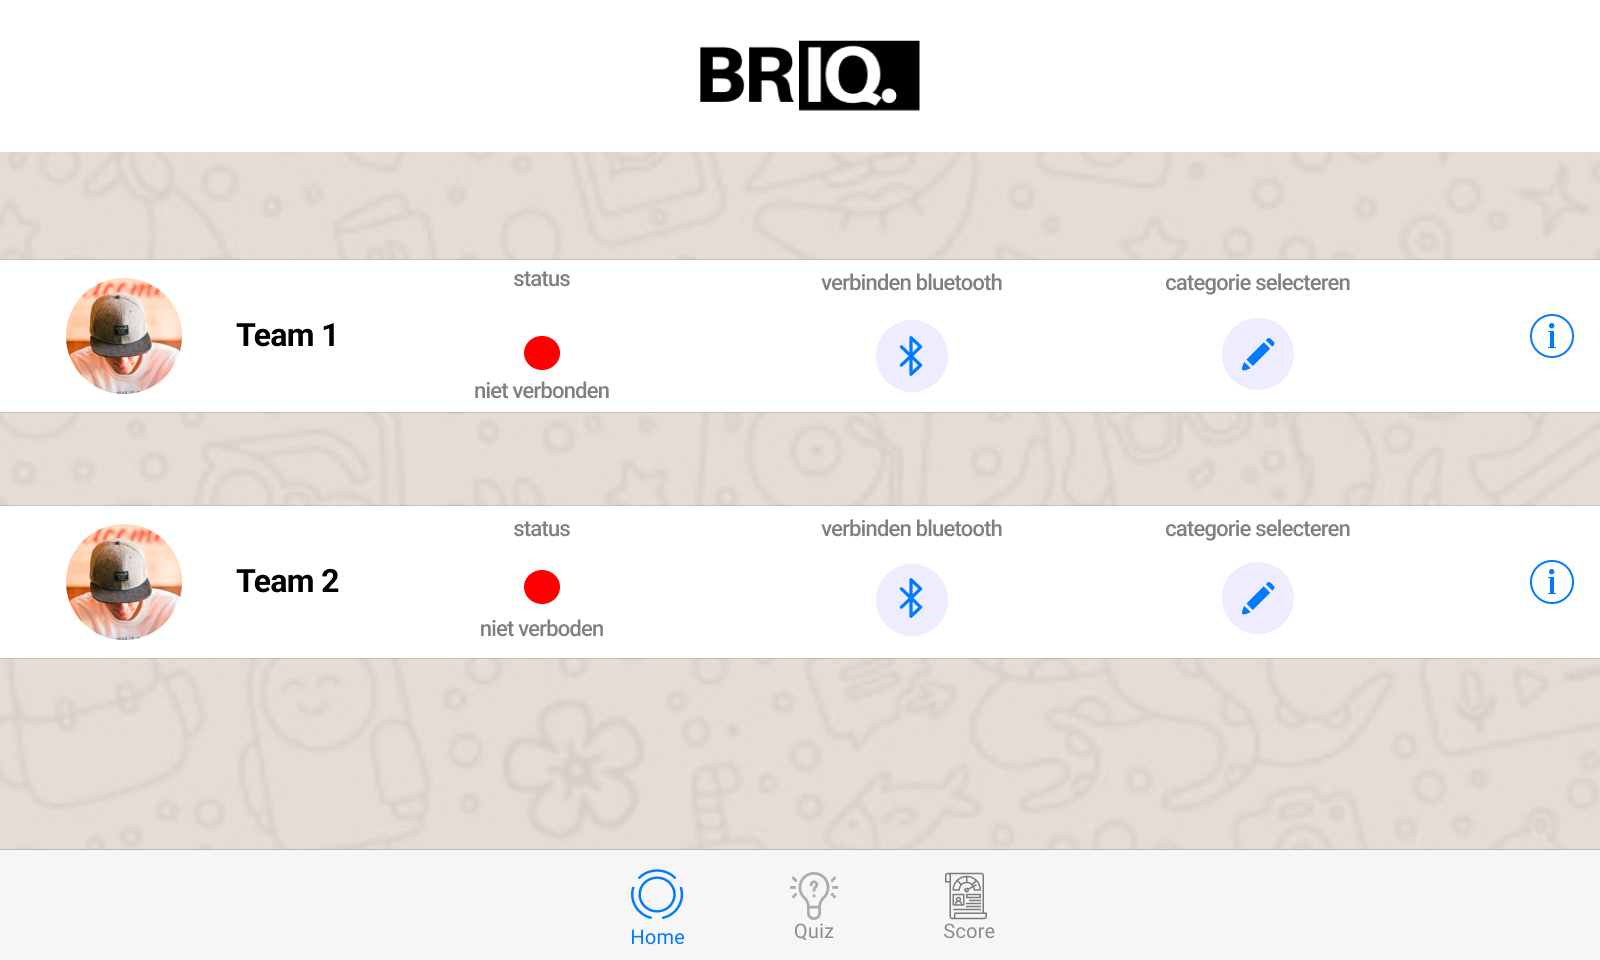 BRIQ.
status
verbinden bluetooth
categorie selecteren
Team 1
niet verbonden
status
verbinden bluetooth
categorie selecteren
Team 2
niet verboden
Home
Quiz
Score